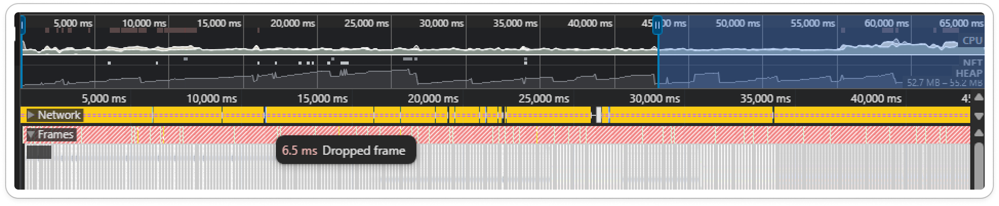 5,000 ms 10,000 ms 15,000 ms 20,000 ms 25,000 ms 30,000 ms 35,000 ms 40,000 ms 45 00 ms 50,000 ms 55,000 ms 60,000 ms 65,000 ms
CPU
NET
HEAP
52.7 MB – 55.2 MB
5,000 ms 10,000 ms 15,000 ms 20,000 ms 25,000 ms 30,000 ms 35,000 ms 40,000 ms
Network
Frames
6.5 ms Dropped frame